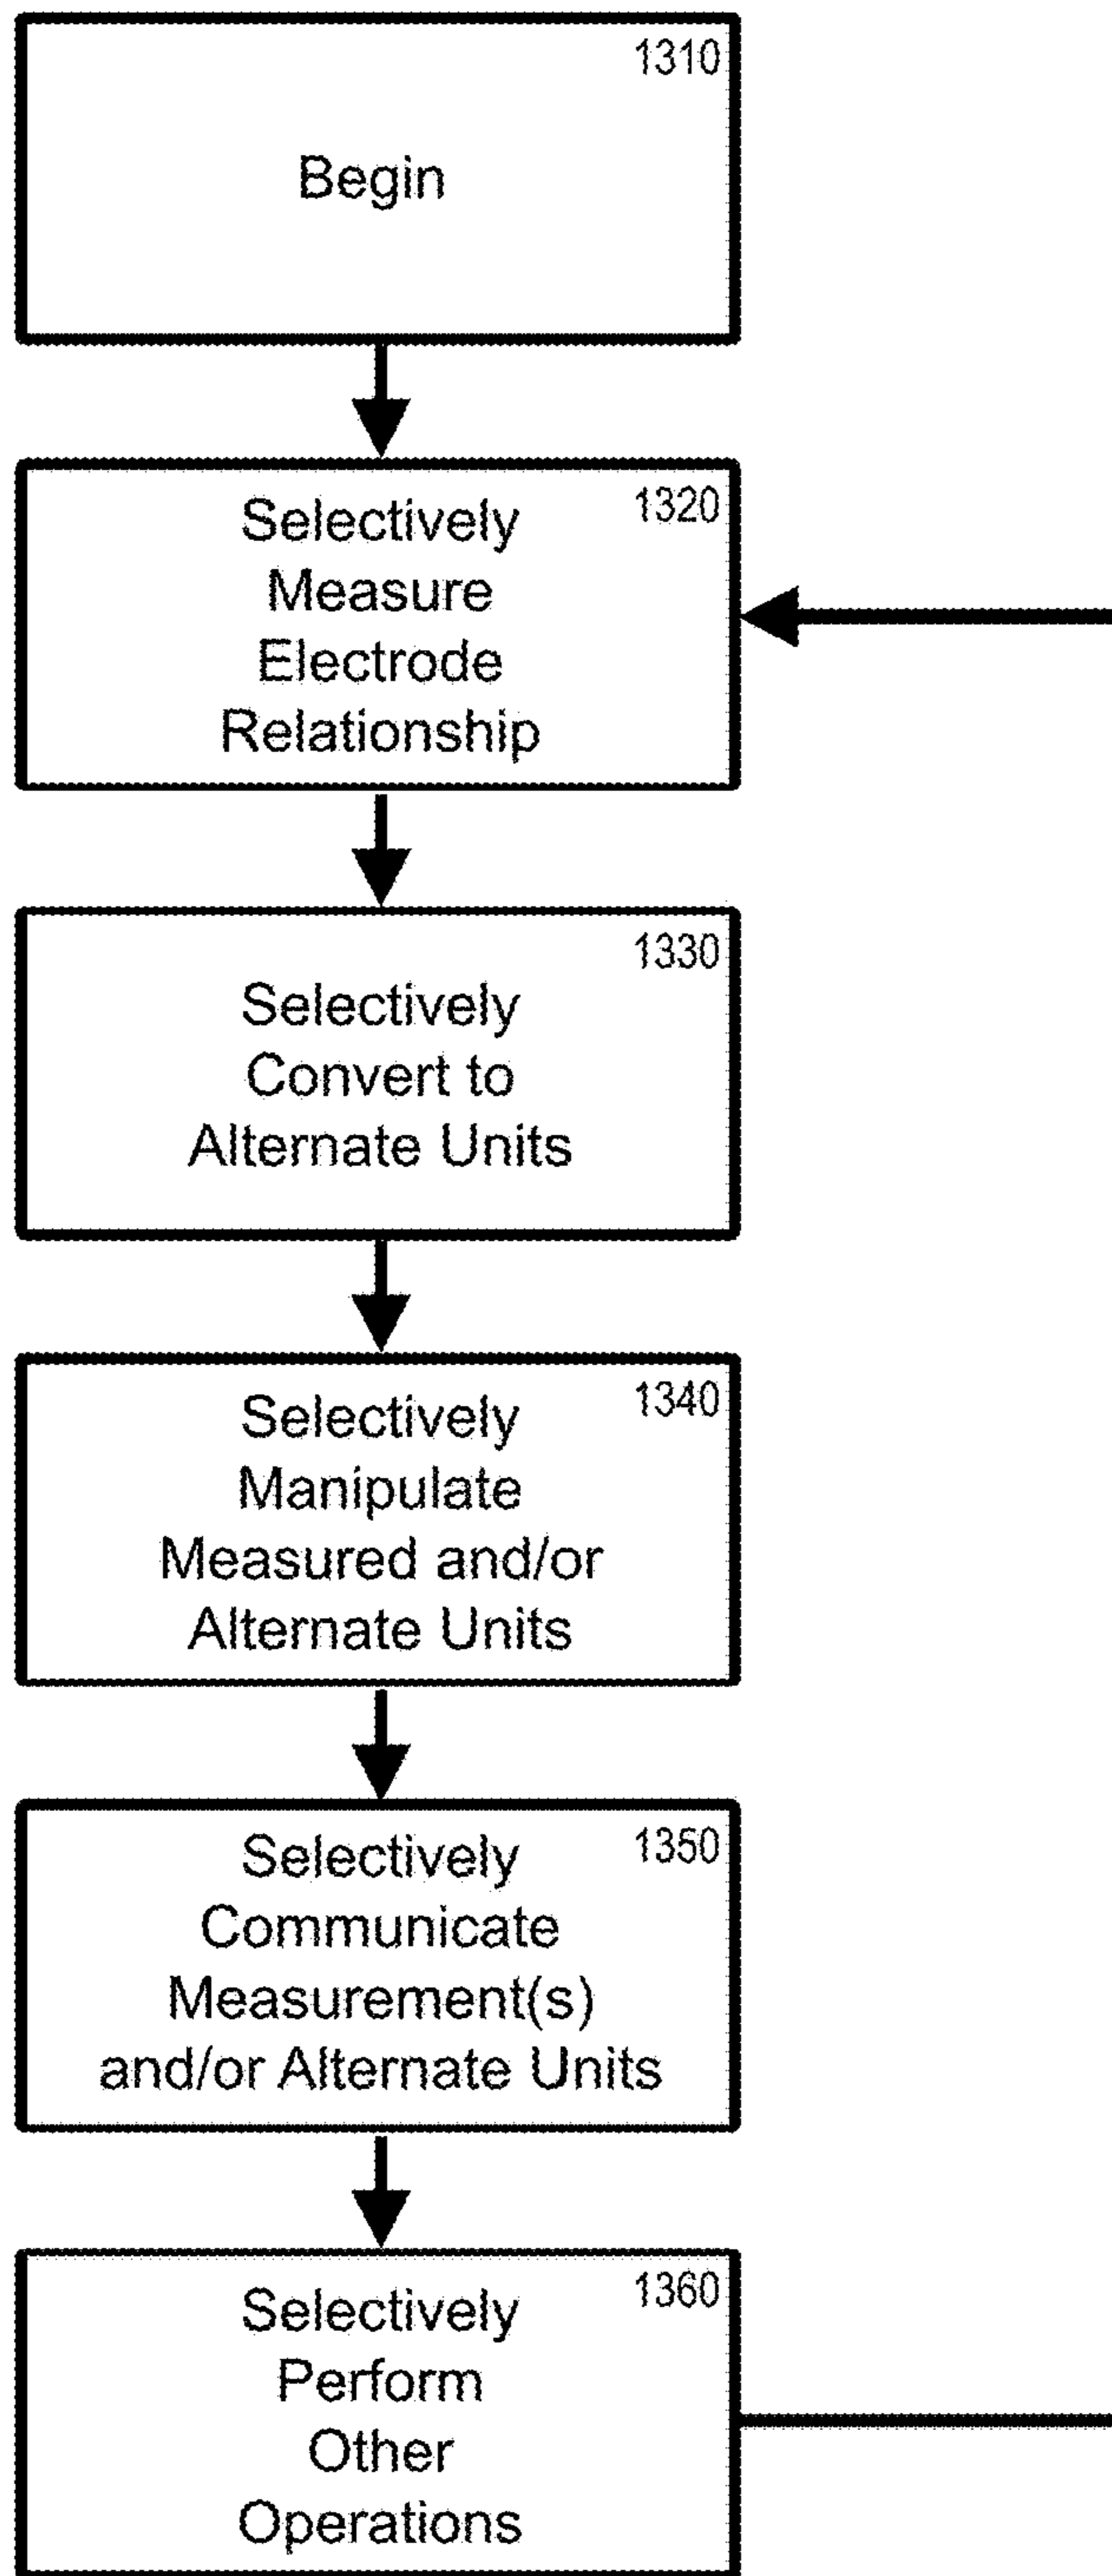 1310
Begin
1320
Selectively
Measure
Electrode
Relationship
1330
Selectively
Convert to
Alternate Units
1340
Selectively
Manipulate
Measured and/or
Alternate Units
1350
Selectively
Communicate
Measurement(s)
and/or Alternate Units
1360
Selectively
Perform
Other
Operations